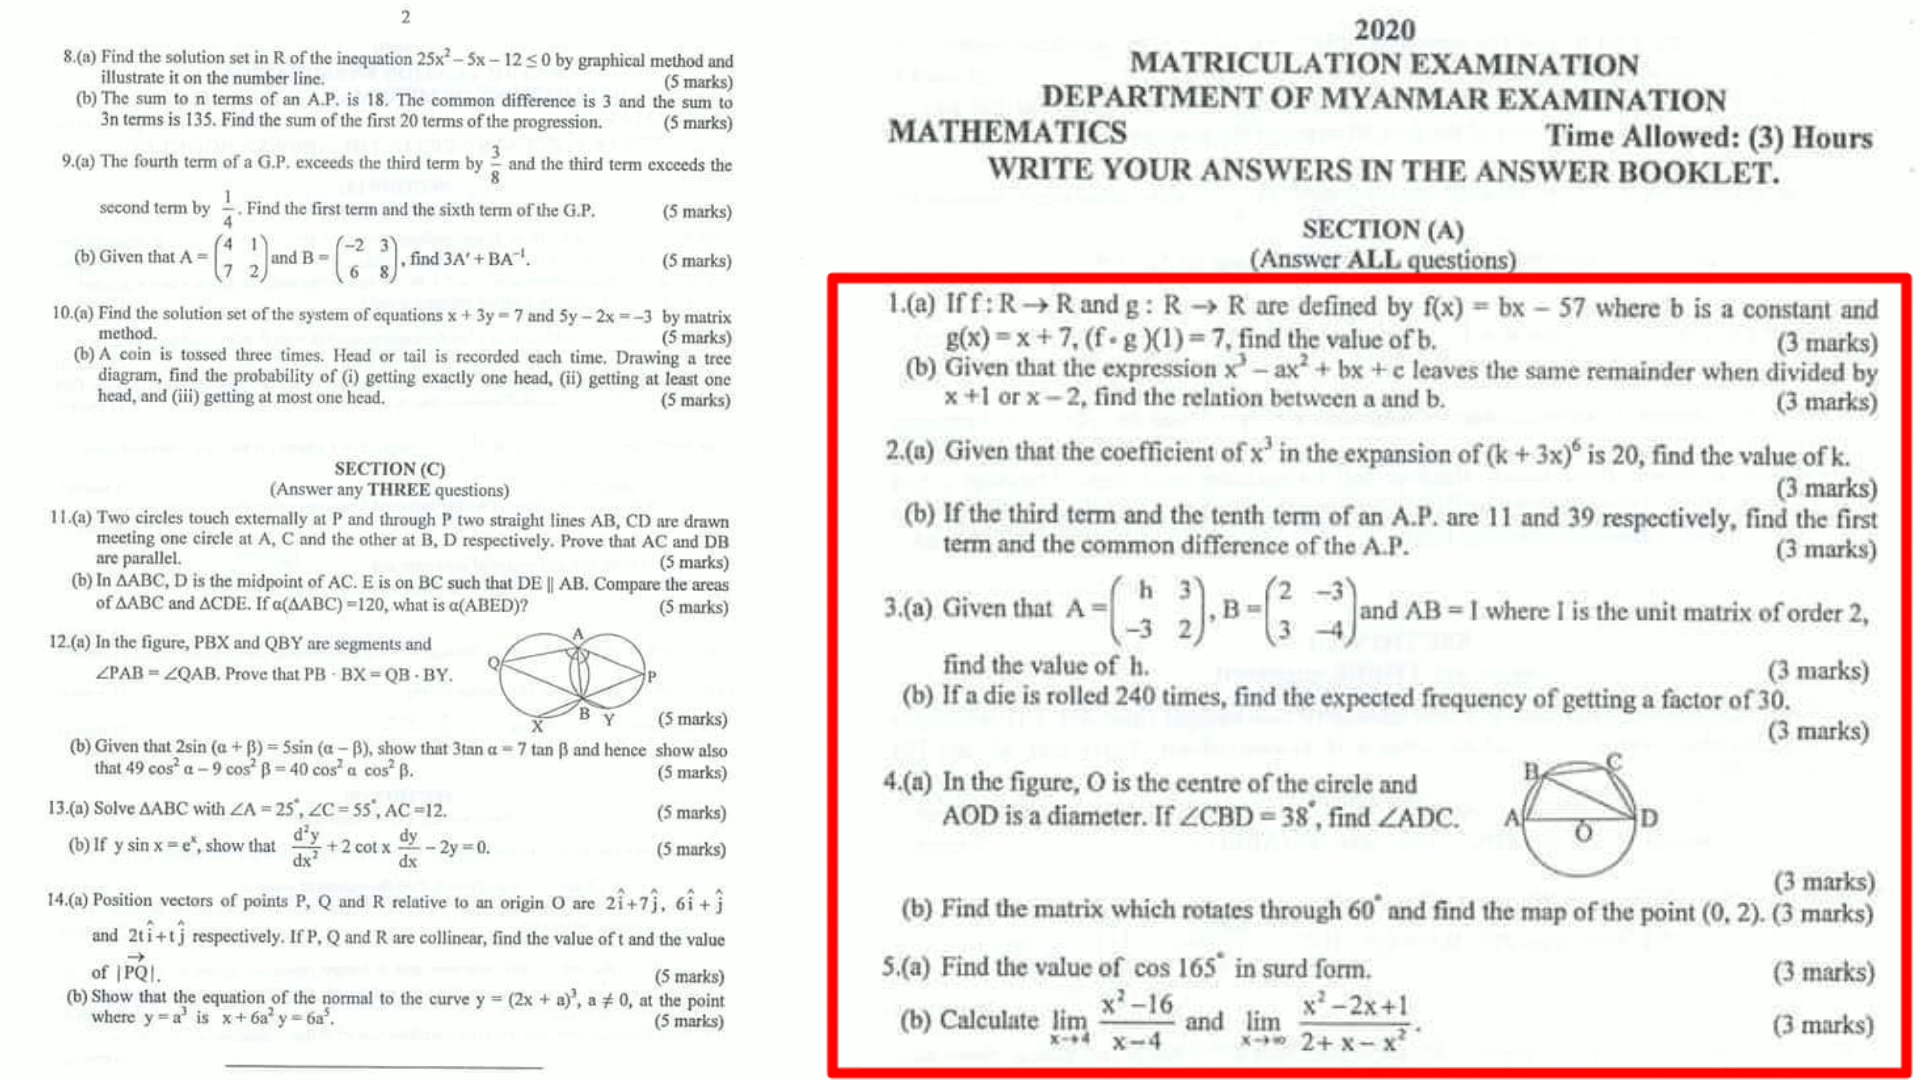 2
8.(a) Find the solution set in R of the inequation 25x² – 5x – 12 ≤ 0 by graphical method and
illustrate it on the number line. (5 marks)
(b) The sum to n terms of an A.P. is 18. The common difference is 3 and the sum to
3n terms is 135. Find the sum of the first 20 terms of the progression. (5 marks)
9.(a) The fourth term of a G.P. exceeds the third term by 3/8 and the third term exceeds the
second term by 1/4. Find the first term and the sixth term of the G.P. (5 marks)
(b) Given that A = (4 1; 7 2) and B = (–2 3; 6 8), find 3A′ + BA⁻¹. (5 marks)
10.(a) Find the solution set of the system of equations x + 3y = 7 and 5y – 2x = –3 by matrix
method. (5 marks)
(b) A coin is tossed three times. Head or tail is recorded each time. Drawing a tree
diagram, find the probability of (i) getting exactly one head, (ii) getting at least one
head, and (iii) getting at most one head. (5 marks)
SECTION (C)
(Answer any THREE questions)
11.(a) Two circles touch externally at P and through P two straight lines AB, CD are drawn
meeting one circle at A, C and the other at B, D respectively. Prove that AC and DB
are parallel. (5 marks)
(b) In ΔABC, D is the midpoint of AC. E is on BC such that DE || AB. Compare the areas
of ΔABC and ΔCDE. If α(ΔABC) =120, what is α(ABED)? (5 marks)
12.(a) In the figure, PBX and QBY are segments and
∠PAB = ∠QAB. Prove that PB · BX = QB · BY.
A
Q
P
X B Y (5 marks)
(b) Given that 2sin (α + β) = 5sin (α – β), show that 3tan α = 7 tan β and hence show also
that 49 cos² α – 9 cos² β = 40 cos² α cos² β. (5 marks)
13.(a) Solve ΔABC with ∠A = 25°, ∠C = 55°, AC =12. (5 marks)
(b) If y sin x = eˣ, show that d²y/dx² + 2 cot x dy/dx – 2y = 0. (5 marks)
14.(a) Position vectors of points P, Q and R relative to an origin O are 2î+7ĵ, 6î + ĵ
and 2tî+tĵ respectively. If P, Q and R are collinear, find the value of t and the value
of |PQ⃗|. (5 marks)
(b) Show that the equation of the normal to the curve y = (2x + a)³, a ≠ 0, at the point
where y = a³ is x + 6a² y = 6a⁵. (5 marks)
2020
MATRICULATION EXAMINATION
DEPARTMENT OF MYANMAR EXAMINATION
MATHEMATICS Time Allowed: (3) Hours
WRITE YOUR ANSWERS IN THE ANSWER BOOKLET.
SECTION (A)
(Answer ALL questions)
1.(a) If f : R → R and g : R → R are defined by f(x) = bx – 57 where b is a constant and
g(x) = x + 7, (f ∘ g )(1) = 7, find the value of b. (3 marks)
(b) Given that the expression x³ – ax² + bx + c leaves the same remainder when divided by
x +1 or x – 2, find the relation between a and b. (3 marks)
2.(a) Given that the coefficient of x³ in the expansion of (k + 3x)⁶ is 20, find the value of k.
(3 marks)
(b) If the third term and the tenth term of an A.P. are 11 and 39 respectively, find the first
term and the common difference of the A.P. (3 marks)
3.(a) Given that A = (h 3; –3 2), B = (2 –3; 3 –4) and AB = I where I is the unit matrix of order 2,
find the value of h. (3 marks)
(b) If a die is rolled 240 times, find the expected frequency of getting a factor of 30.
(3 marks)
4.(a) In the figure, O is the centre of the circle and
AOD is a diameter. If ∠CBD = 38°, find ∠ADC.
B C
A O D
(3 marks)
(b) Find the matrix which rotates through 60° and find the map of the point (0, 2). (3 marks)
5.(a) Find the value of cos 165° in surd form. (3 marks)
(b) Calculate lim x→4 x²–16/x–4 and lim x→∞ x²–2x+1/2+ x– x². (3 marks)